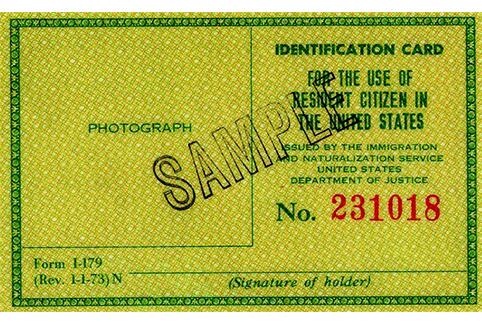 IDENTIFICATION CARD
FOR THE USE OF
RESIDENT CITIZEN IN
THE UNITED STATES
ISSUED BY THE IMMIGRATION
AND NATURALIZATION SERVICE
UNITED STATES
DEPARTMENT OF JUSTICE
No. 231018
PHOTOGRAPH
SAMPLE
Form I-179
(Rev. 1-1-73) N
(Signature of holder)